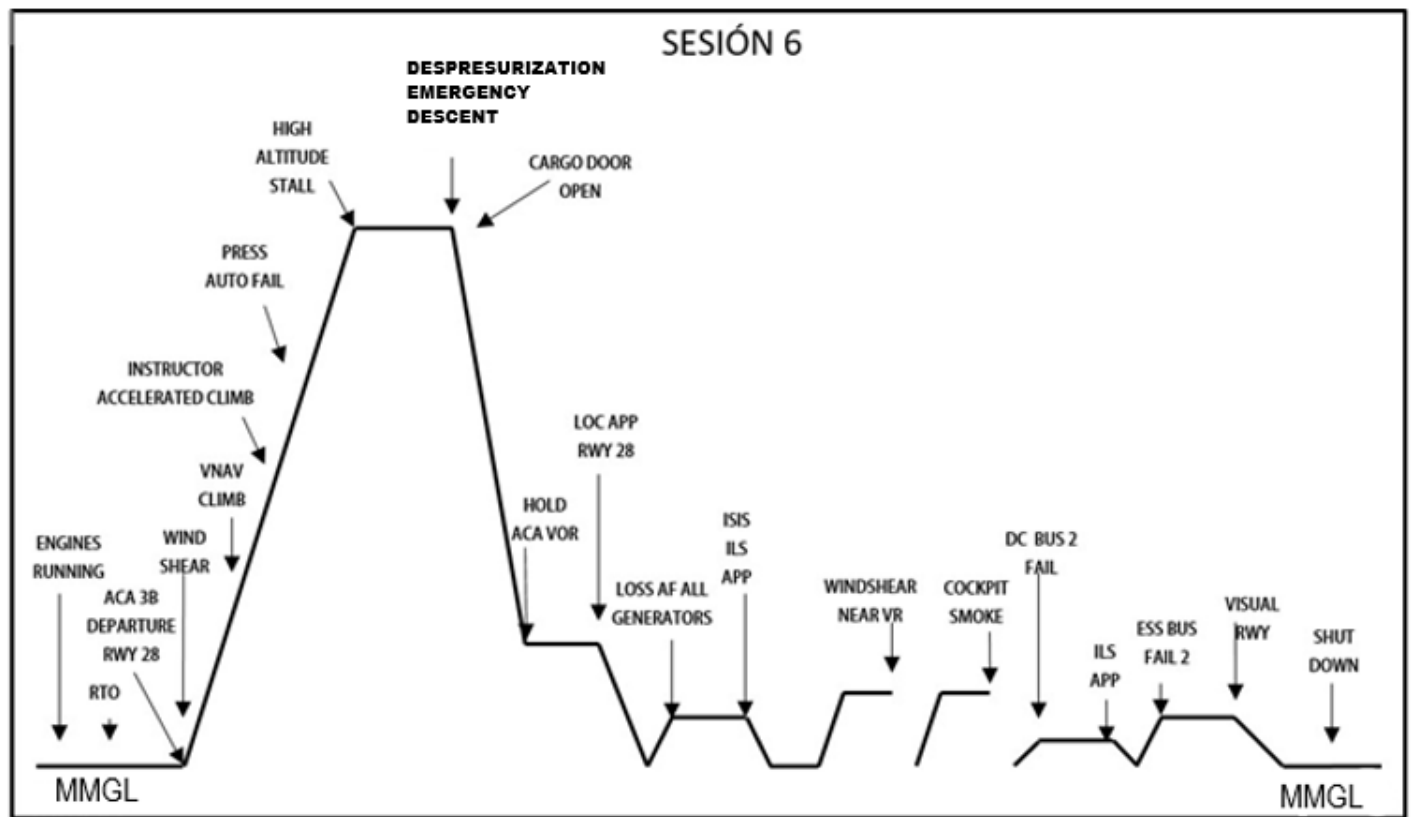 SESIÓN 6
DESPRESURIZATION
EMERGENCY
DESCENT
HIGH
ALTITUDE
STALL
CARGO DOOR
OPEN
PRESS
AUTO FAIL
INSTRUCTOR
ACCELERATED CLIMB
VNAV
CLIMB
WIND
SHEAR
ENGINES
RUNNING
ACA 3B
DEPARTURE
RWY 28
RTO
LOC APP
RWY 28
HOLD
ACA VOR
LOSS AF ALL
GENERATORS
ISIS
ILS
APP
WINDSHEAR
NEAR VR
COCKPIT
SMOKE
DC BUS 2
FAIL
ILS
APP
ESS BUS
FAIL 2
VISUAL
RWY
SHUT
DOWN
MMGL
MMGL